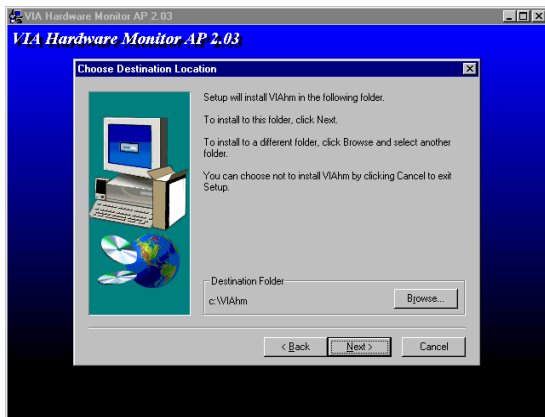 VIA Hardware Monitor AP 2.03
VIA Hardware Monitor AP 2.03
Choose Destination Location
Setup will install VIAhm in the following folder.
To install to this folder, click Next.
To install to a different folder, click Browse and select another
folder.
You can choose not to install VIAhm by clicking Cancel to exit
Setup.
Destination Folder
c:\VIAhm
Browse...
< Back
Next >
Cancel